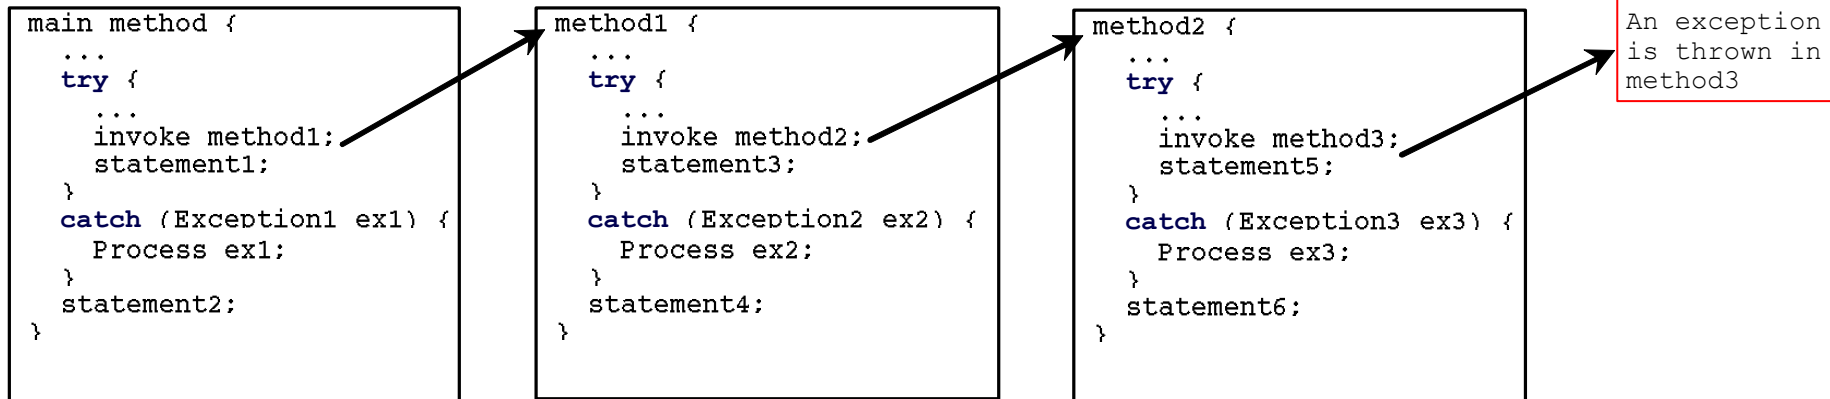 main method {
...
try {
...
invoke method1;
statement1;
}
catch (Exception1 ex1) {
Process ex1;
}
statement2;
}
method1 {
...
try {
...
invoke method2;
statement3;
}
catch (Exception2 ex2) {
Process ex2;
}
statement4;
}
method2 {
...
try {
...
invoke method3;
statement5;
}
catch (Exception3 ex3) {
Process ex3;
}
statement6;
}
An exception
is thrown in
method3